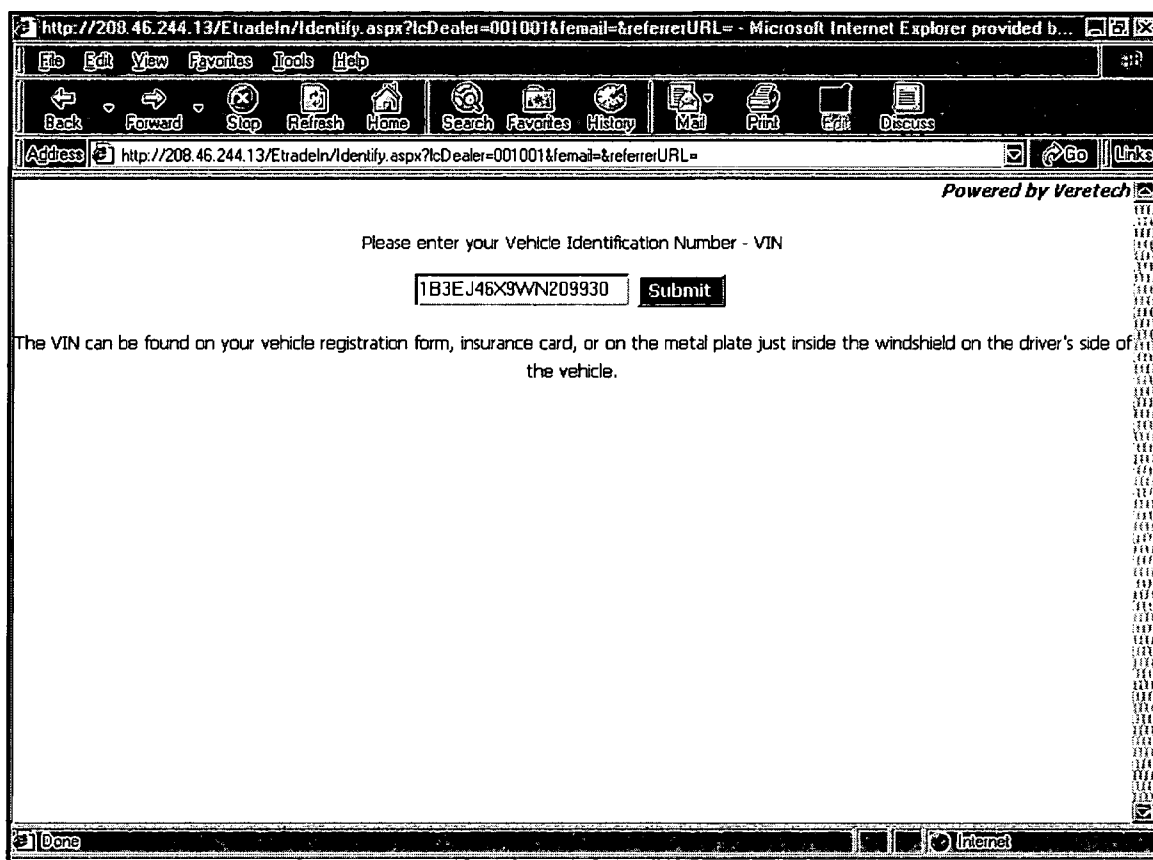 http://208.46.244.13/EtradeIn/Identify.aspx?lcDealer=001001&femail=&referrerURL= - Microsoft Internet Explorer provided b...
File Edit View Favorites Tools Help
Back Forward Stop Refresh Home Search Favorites History Mail Print Edit Discuss
Address http://208.46.244.13/EtradeIn/Identify.aspx?lcDealer=001001&femail=&referrerURL= Go Links
Powered by Veretech
Please enter your Vehicle Identification Number - VIN
1B3EJ46X9WN209930 Submit
The VIN can be found on your vehicle registration form, insurance card, or on the metal plate just inside the windshield on the driver's side of
the vehicle.
Done Internet